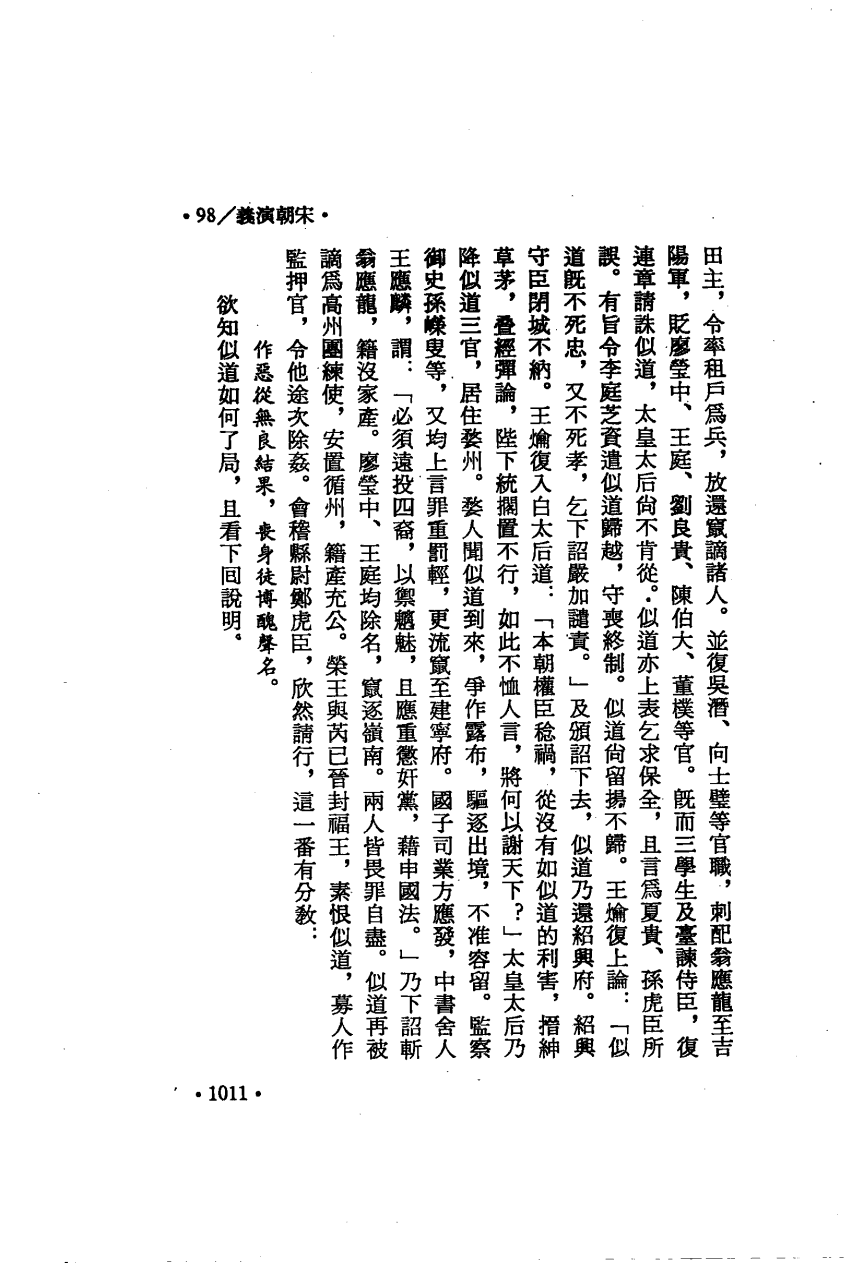 •98/義演朝宋•
田主，令率租戶爲兵，放還竄謫諸人。並復吳潛、向士璧等官職，刺配翁應龍至吉
陽軍，貶廖瑩中、王庭、劉良貴、陳伯大、董樸等官。旣而三學生及臺諫侍臣，復
連章請誅似道，太皇太后尙不肯從。似道亦上表乞求保全，且言爲夏貴、孫虎臣所
誤。有旨令李庭芝資遣似道歸越，守喪終制。似道尙留揚不歸。王爚復上論：「似
道旣不死忠，又不死孝，乞下詔嚴加譴責。」及頒詔下去，似道乃還紹興府。紹興
守臣閉城不納。王爚復入白太后道：「本朝權臣稔禍，從沒有如似道的利害，搢紳
草茅，疊經彈論，陛下統擱置不行，如此不恤人言，將何以謝天下？」太皇太后乃
降似道三官，居住婺州。婺人聞似道到來，爭作露布，驅逐出境，不准容留。監察
御史孫嶸叟等，又均上言罪重罰輕，更流竄至建寧府。國子司業方應發，中書舍人
王應麟，謂：「必須遠投四裔，以禦魑魅，且應重懲奸黨，藉申國法。」乃下詔斬
翁應龍，籍沒家產。廖瑩中、王庭均除名，竄逐嶺南。兩人皆畏罪自盡。似道再被
謫爲高州團練使，安置循州，籍產充公。榮王與芮已晉封福王，素恨似道，募人作
監押官，令他途次除姦。會稽縣尉鄭虎臣，欣然請行，這一番有分敎：
作惡從無良結果，喪身徒博醜聲名。
欲知似道如何了局，且看下回說明。
•1011•